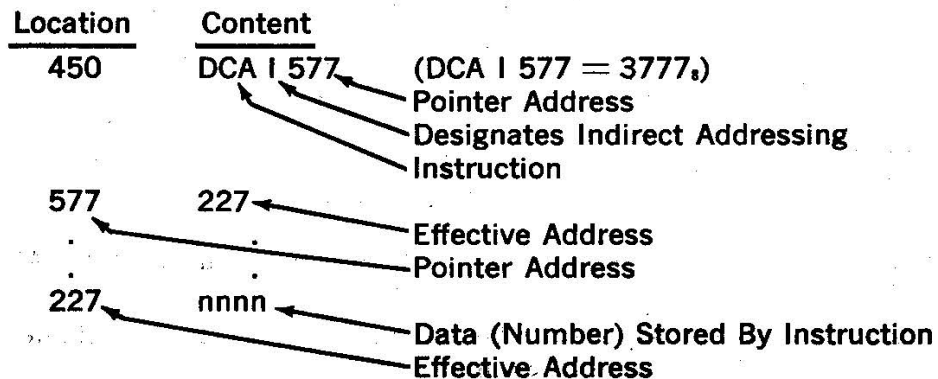 Location Content
450 DCA I 577 (DCA I 577 = 3777₈)
Pointer Address
Designates Indirect Addressing
Instruction
577 227
Effective Address
. .
Pointer Address
. .
227 nnnn
Data (Number) Stored By Instruction
Effective Address